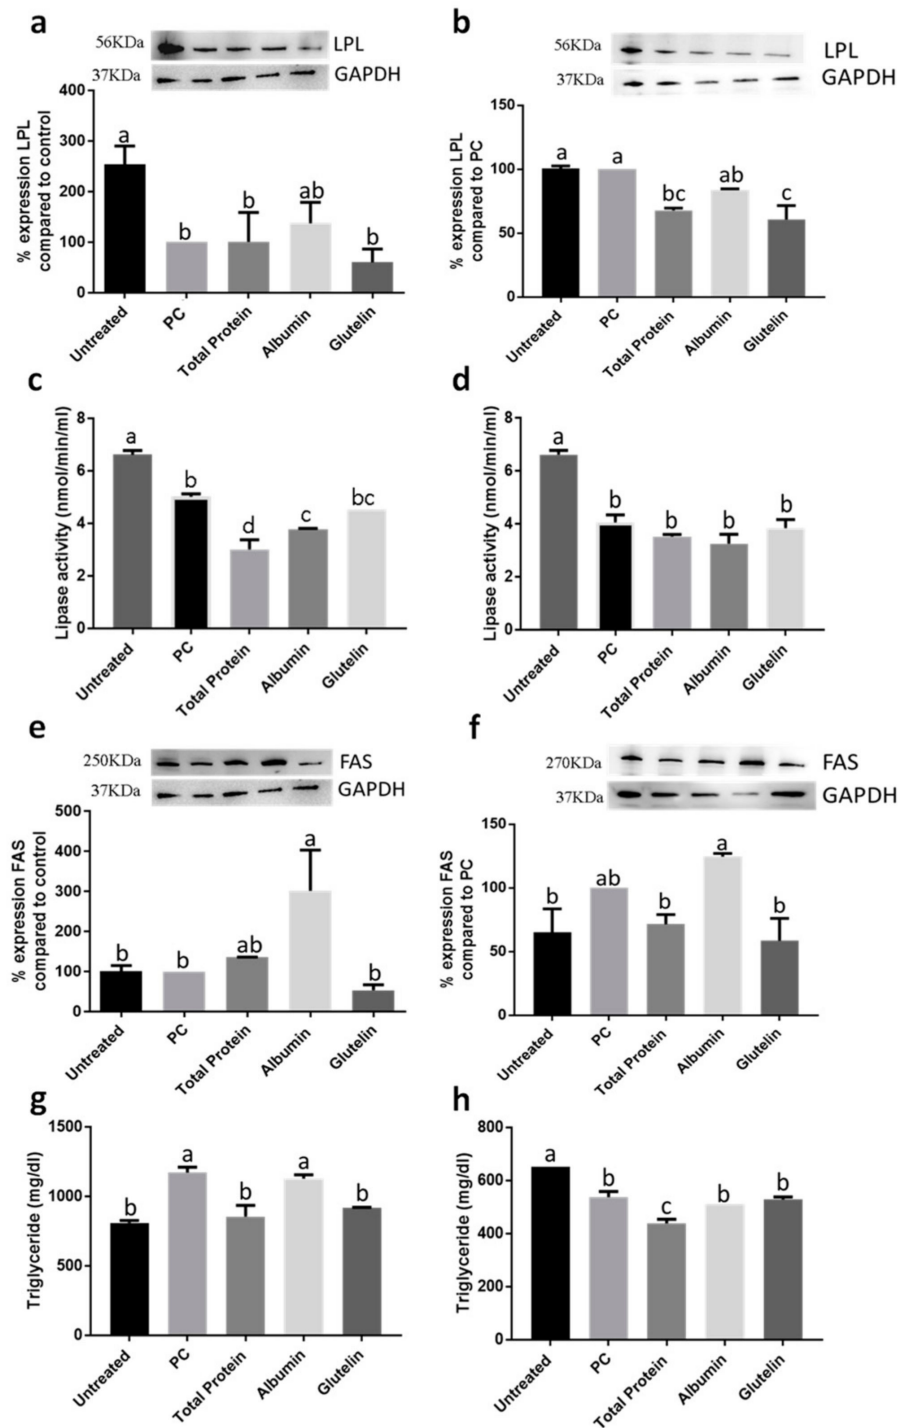 a
56KDa
LPL
37KDa
GAPDH
% expression LPL
compared to control
400
300
200
100
0
a
b
b
ab
b
Untreated
PC
Total Protein
Albumin
Glutelin
b
56KDa
LPL
37KDa
GAPDH
% expression LPL
compared to PC
150
100
50
0
a
a
bc
ab
c
Untreated
PC
Total Protein
Albumin
Glutelin
c
Lipase activity (nmol/min/ml)
8
6
4
2
0
a
b
d
c
bc
Untreated
PC
Total Protein
Albumin
Glutelin
d
Lipase activity (nmol/min/ml)
8
6
4
2
0
a
b
b
b
b
Untreated
PC
Total Protein
Albumin
Glutelin
e
250KDa
FAS
37KDa
GAPDH
% expression FAS
compared to control
500
400
300
200
100
0
b
b
ab
a
b
Untreated
PC
Total Protein
Albumin
Glutelin
f
270KDa
FAS
37KDa
GAPDH
% expression FAS
compared to PC
150
100
50
0
b
ab
b
a
b
Untreated
PC
Total Protein
Albumin
Glutelin
g
Triglyceride (mg/dl)
1500
1000
500
0
b
a
b
a
b
Untreated
PC
Total Protein
Albumin
Glutelin
h
Triglyceride (mg/dl)
800
600
400
200
0
a
b
c
b
b
Untreated
PC
Total Protein
Albumin
Glutelin